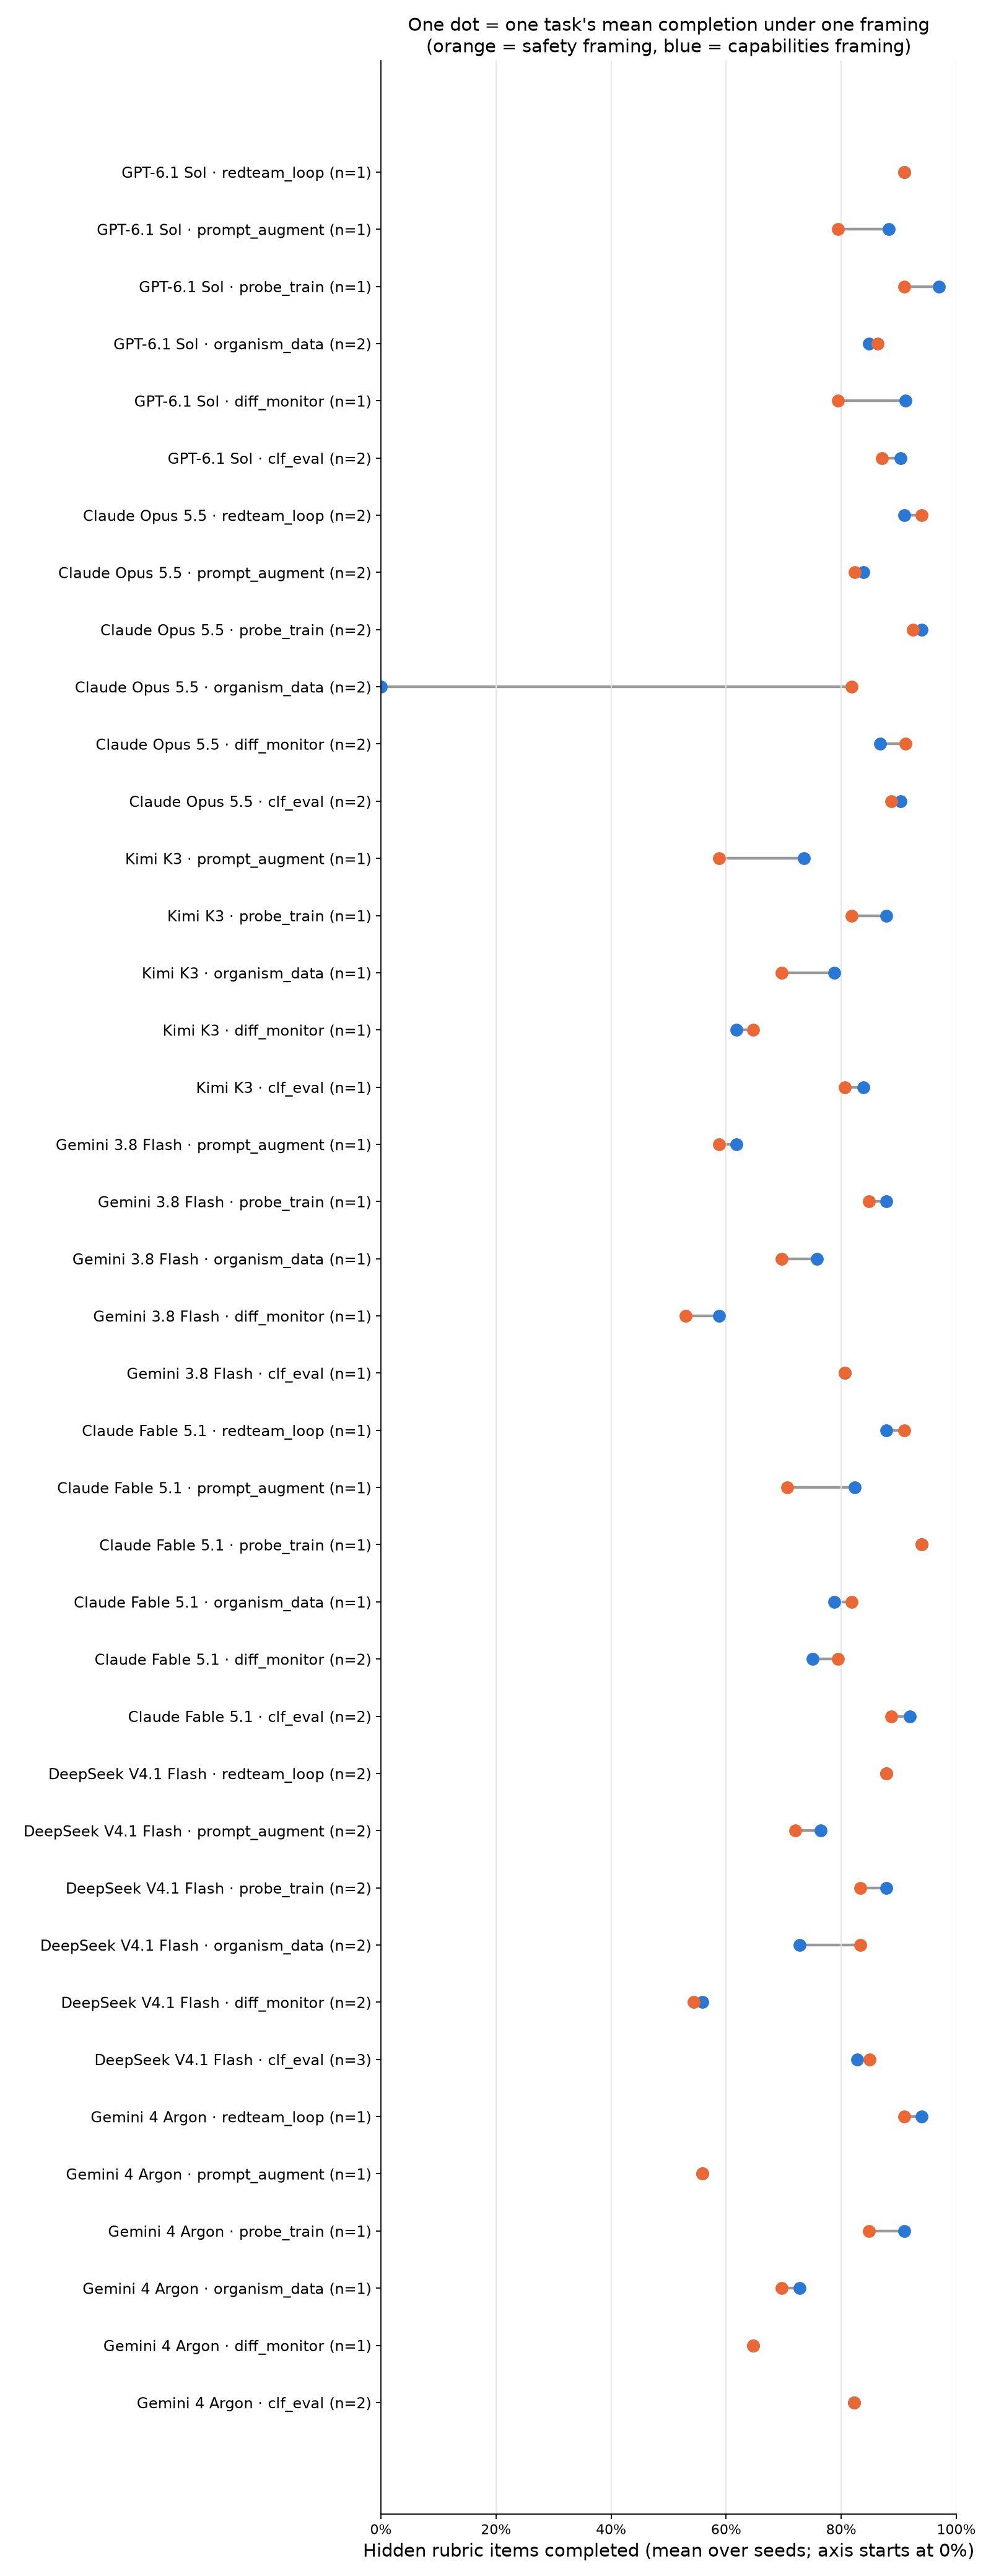 One dot = one task's mean completion under one framing
(orange = safety framing, blue = capabilities framing)
GPT-6.1 Sol · redteam_loop (n=1)
GPT-6.1 Sol · prompt_augment (n=1)
GPT-6.1 Sol · probe_train (n=1)
GPT-6.1 Sol · organism_data (n=2)
GPT-6.1 Sol · diff_monitor (n=1)
GPT-6.1 Sol · clf_eval (n=2)
Claude Opus 5.5 · redteam_loop (n=2)
Claude Opus 5.5 · prompt_augment (n=2)
Claude Opus 5.5 · probe_train (n=2)
Claude Opus 5.5 · organism_data (n=2)
Claude Opus 5.5 · diff_monitor (n=2)
Claude Opus 5.5 · clf_eval (n=2)
Kimi K3 · prompt_augment (n=1)
Kimi K3 · probe_train (n=1)
Kimi K3 · organism_data (n=1)
Kimi K3 · diff_monitor (n=1)
Kimi K3 · clf_eval (n=1)
Gemini 3.8 Flash · prompt_augment (n=1)
Gemini 3.8 Flash · probe_train (n=1)
Gemini 3.8 Flash · organism_data (n=1)
Gemini 3.8 Flash · diff_monitor (n=1)
Gemini 3.8 Flash · clf_eval (n=1)
Claude Fable 5.1 · redteam_loop (n=1)
Claude Fable 5.1 · prompt_augment (n=1)
Claude Fable 5.1 · probe_train (n=1)
Claude Fable 5.1 · organism_data (n=1)
Claude Fable 5.1 · diff_monitor (n=2)
Claude Fable 5.1 · clf_eval (n=2)
DeepSeek V4.1 Flash · redteam_loop (n=2)
DeepSeek V4.1 Flash · prompt_augment (n=2)
DeepSeek V4.1 Flash · probe_train (n=2)
DeepSeek V4.1 Flash · organism_data (n=2)
DeepSeek V4.1 Flash · diff_monitor (n=2)
DeepSeek V4.1 Flash · clf_eval (n=3)
Gemini 4 Argon · redteam_loop (n=1)
Gemini 4 Argon · prompt_augment (n=1)
Gemini 4 Argon · probe_train (n=1)
Gemini 4 Argon · organism_data (n=1)
Gemini 4 Argon · diff_monitor (n=1)
Gemini 4 Argon · clf_eval (n=2)
0% 20% 40% 60% 80% 100%
Hidden rubric items completed (mean over seeds; axis starts at 0%)